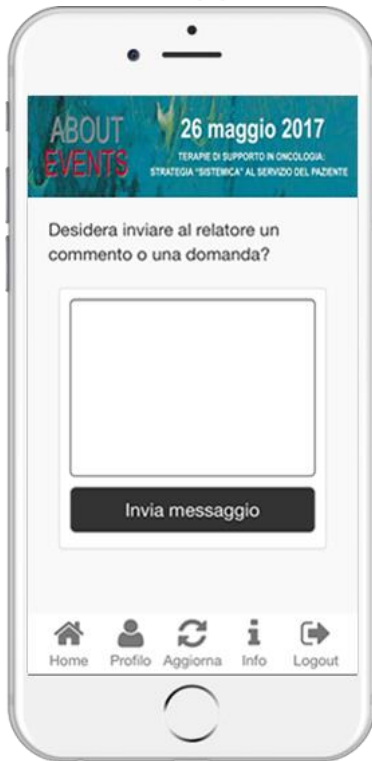 ABOUT
EVENTS
26 maggio 2017
TERAPIE DI SUPPORTO IN ONCOLOGIA:
STRATEGIA "SISTEMICA" AL SERVIZIO DEL PAZIENTE
Desidera inviare al relatore un
commento o una domanda?
Invia messaggio
Home Profilo Aggiorna Info Logout